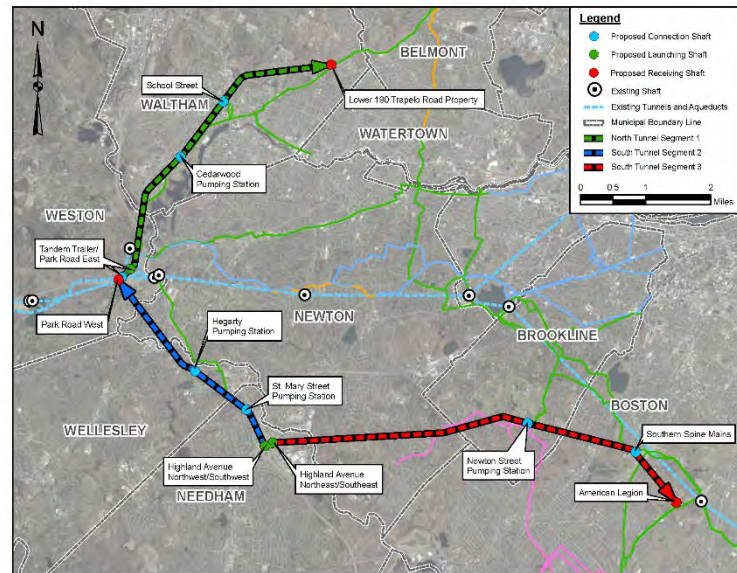 N
BELMONT
School Street
WALTHAM
Lower 190 Trapelo Road Property
WATERTOWN
Cedarwood
Pumping Station
WESTON
Tandem Trailer/
Park Road East
Park Road West
NEWTON
Hegarty
Pumping Station
BROOKLINE
St. Mary Street
Pumping Station
BOSTON
WELLESLEY
Southern Spine Mains
Newton Street
Pumping Station
Highland Avenue
Northwest/Southwest
Highland Avenue
Northeast/Southeast
NEEDHAM
American Legion
Legend
Proposed Connection Shaft
Proposed Launching Shaft
Proposed Receiving Shaft
Existing Shaft
Existing Tunnels and Aqueducts
Municipal Boundary Line
North Tunnel Segment 1
South Tunnel Segment 2
South Tunnel Segment 3
0 0.5 1 2
Miles